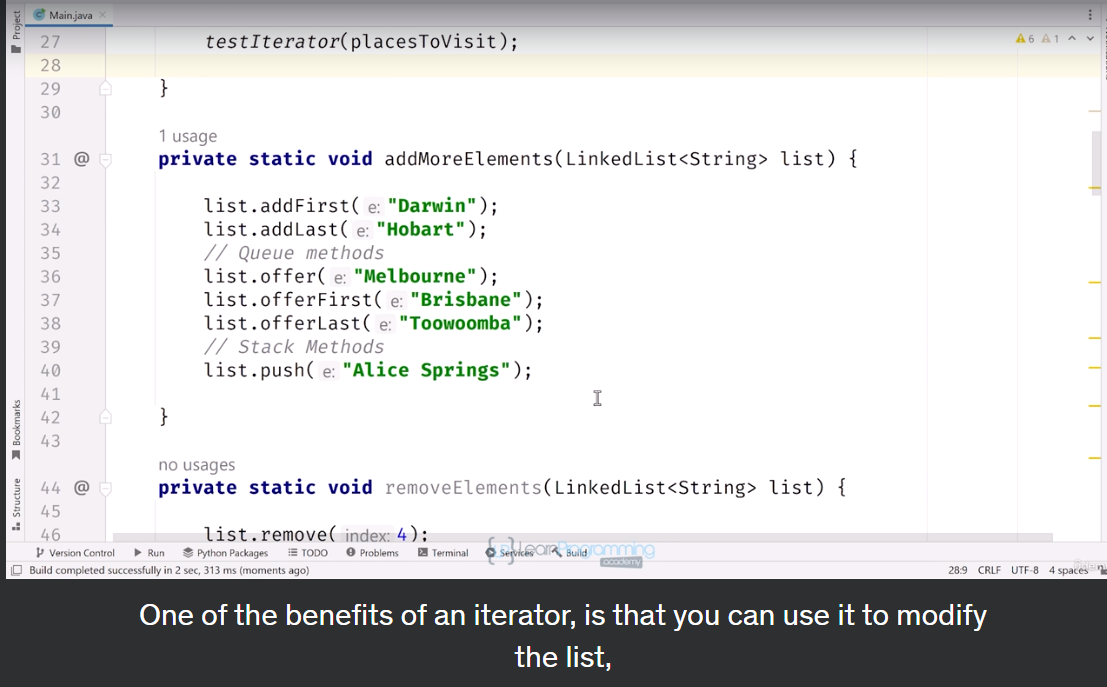 Project
Main.java
27 testIterator(placesToVisit);
6 1
28
29 }
30
1 usage
31 @ private static void addMoreElements(LinkedList<String> list) {
32
33 list.addFirst( e: "Darwin");
34 list.addLast( e: "Hobart");
35 // Queue methods
36 list.offer( e: "Melbourne");
37 list.offerFirst( e: "Brisbane");
38 list.offerLast( e: "Toowoomba");
39 // Stack Methods
40 list.push( e: "Alice Springs");
41
42 }
43
no usages
44 @ private static void removeElements(LinkedList<String> list) {
45
46 list.remove( index: 4);
Bookmarks
Structure
Version Control Run Python Packages TODO Problems Terminal Services Build
LearnProgramming
academy
Build completed successfully in 2 sec, 313 ms (moments ago) 28:9 CRLF UTF-8 4 spaces
One of the benefits of an iterator, is that you can use it to modify
the list,